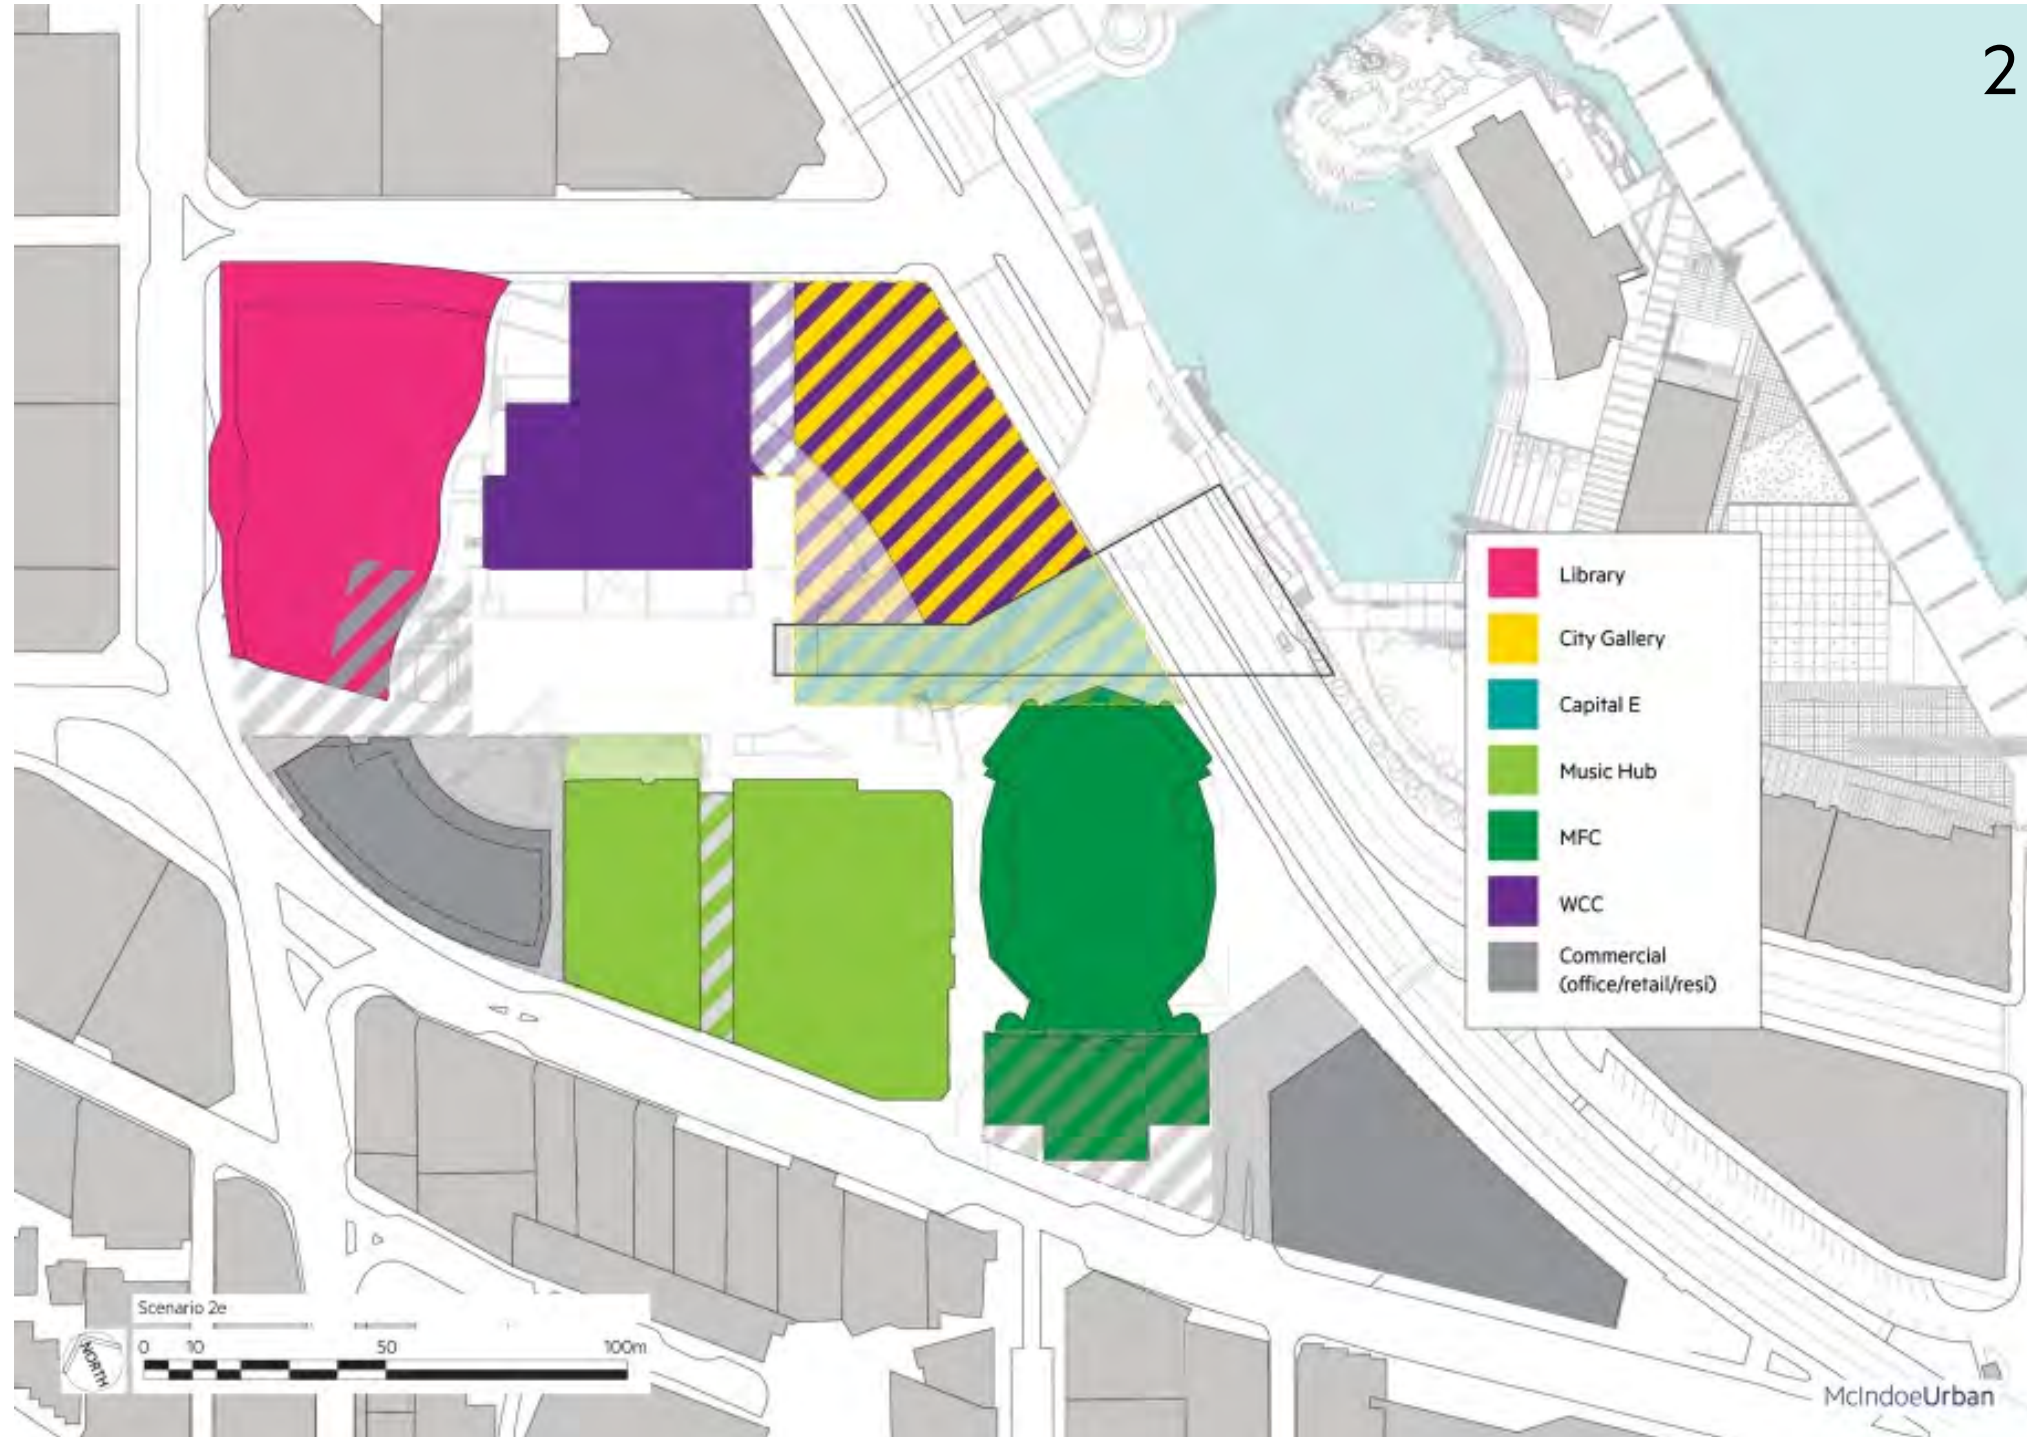 2
Library
City Gallery
Capital E
Music Hub
MFC
WCC
Commercial
(office/retail/resi)
Scenario 2e
0 10 50 100m
NORTH
McIndoeUrban